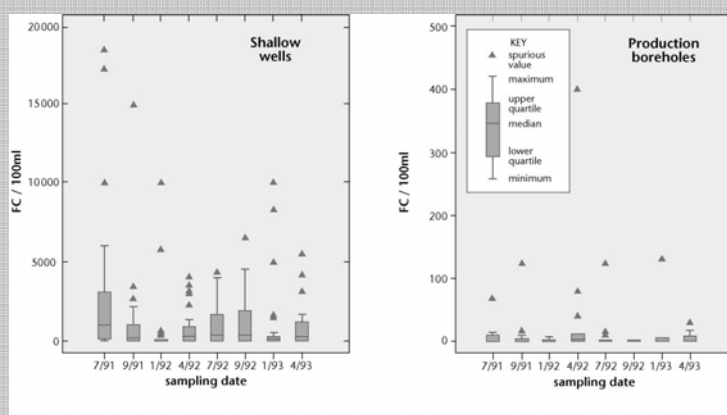 Shallow
wells
20000
15000
10000
5000
0
FC / 100ml
7/91 9/91 1/92 4/92 7/92 9/92 1/93 4/93
sampling date
Production
boreholes
KEY
spurious
value
maximum
upper
quartile
median
lower
quartile
minimum
500
400
300
200
100
0
FC / 100ml
7/91 9/91 1/92 4/92 7/92 9/92 1/93 4/93
sampling date